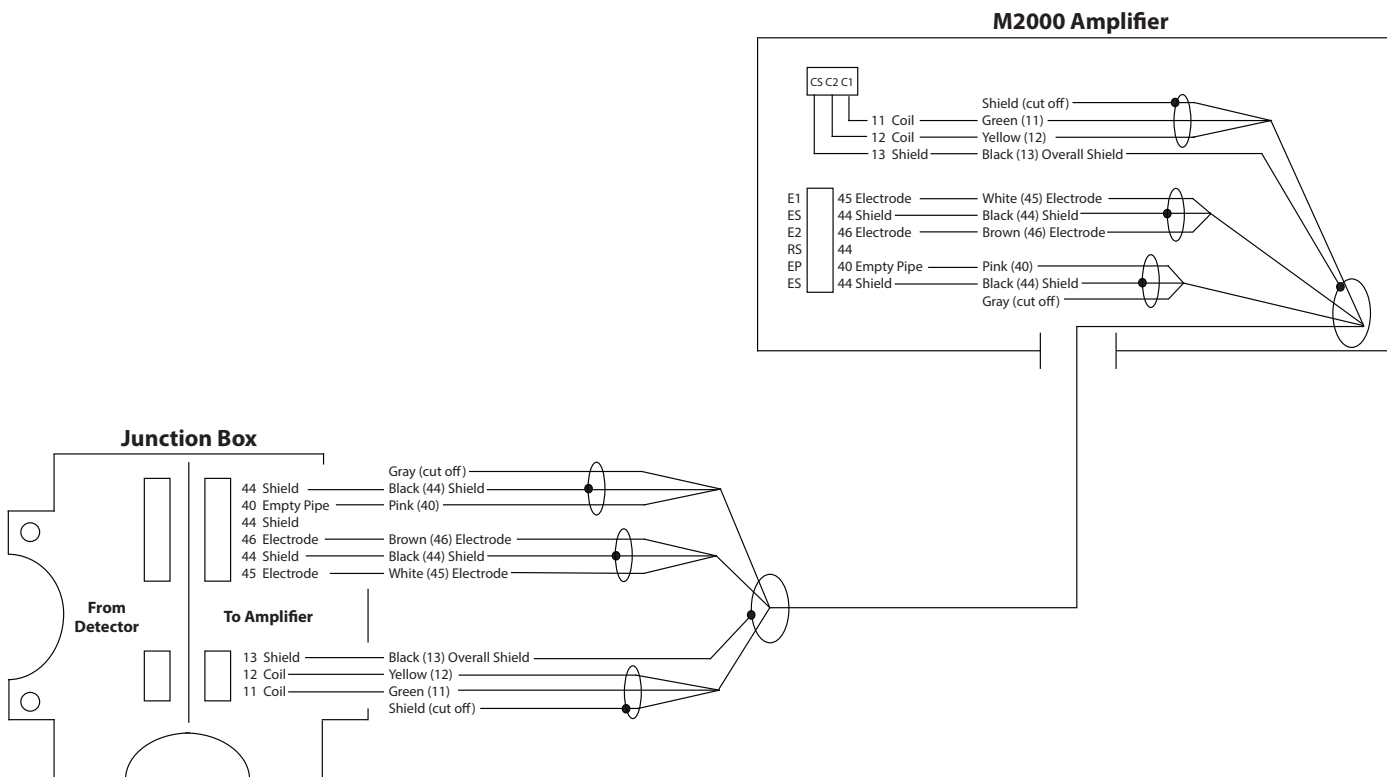 M2000 Amplifier
CS C2 C1
Shield (cut off)
11 Coil Green (11)
12 Coil Yellow (12)
13 Shield Black (13) Overall Shield
E1 45 Electrode White (45) Electrode
ES 44 Shield Black (44) Shield
E2 46 Electrode Brown (46) Electrode
RS 44
EP 40 Empty Pipe Pink (40)
ES 44 Shield Black (44) Shield
Gray (cut off)
Junction Box
Gray (cut off)
44 Shield Black (44) Shield
40 Empty Pipe Pink (40)
44 Shield
46 Electrode Brown (46) Electrode
44 Shield Black (44) Shield
45 Electrode White (45) Electrode
From
Detector
To Amplifier
13 Shield Black (13) Overall Shield
12 Coil Yellow (12)
11 Coil Green (11)
Shield (cut off)